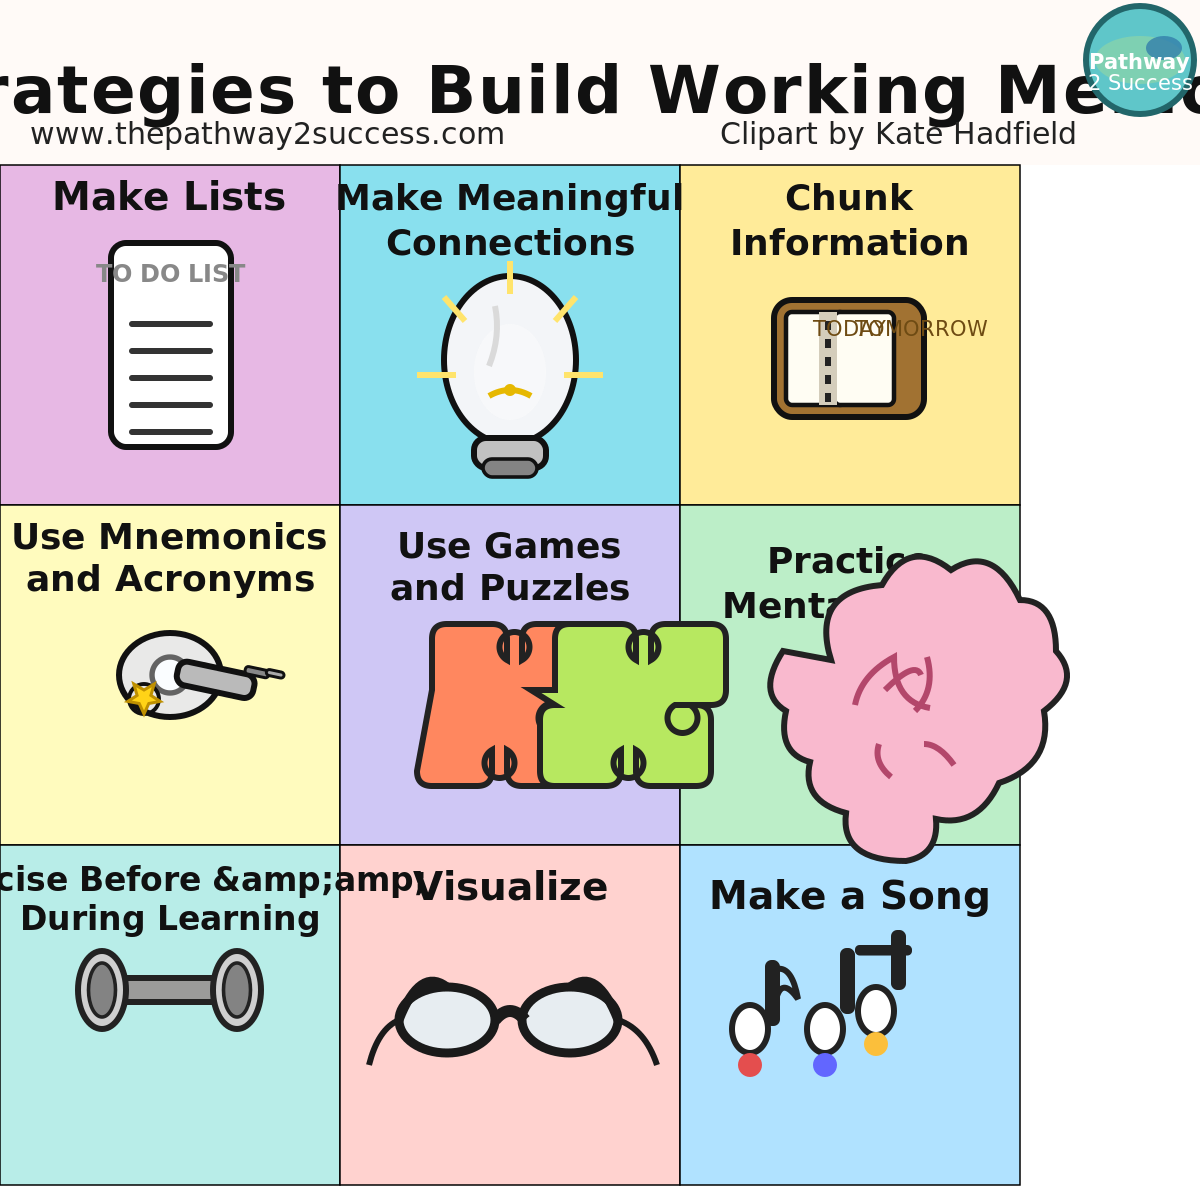 rategies to Build Working Me
Pathway
2 Success
www.thepathway2success.com
Clipart by Kate Hadfield
Make Lists
TO DO LIST
Make Meaningful
Connections
Chunk
Information
TODAY
TOMORROW
Use Mnemonics
and Acronyms
Use Games
and Puzzles
Practic
Menta
cise Before &amp;amp;
During Learning
Visualize
Make a Song